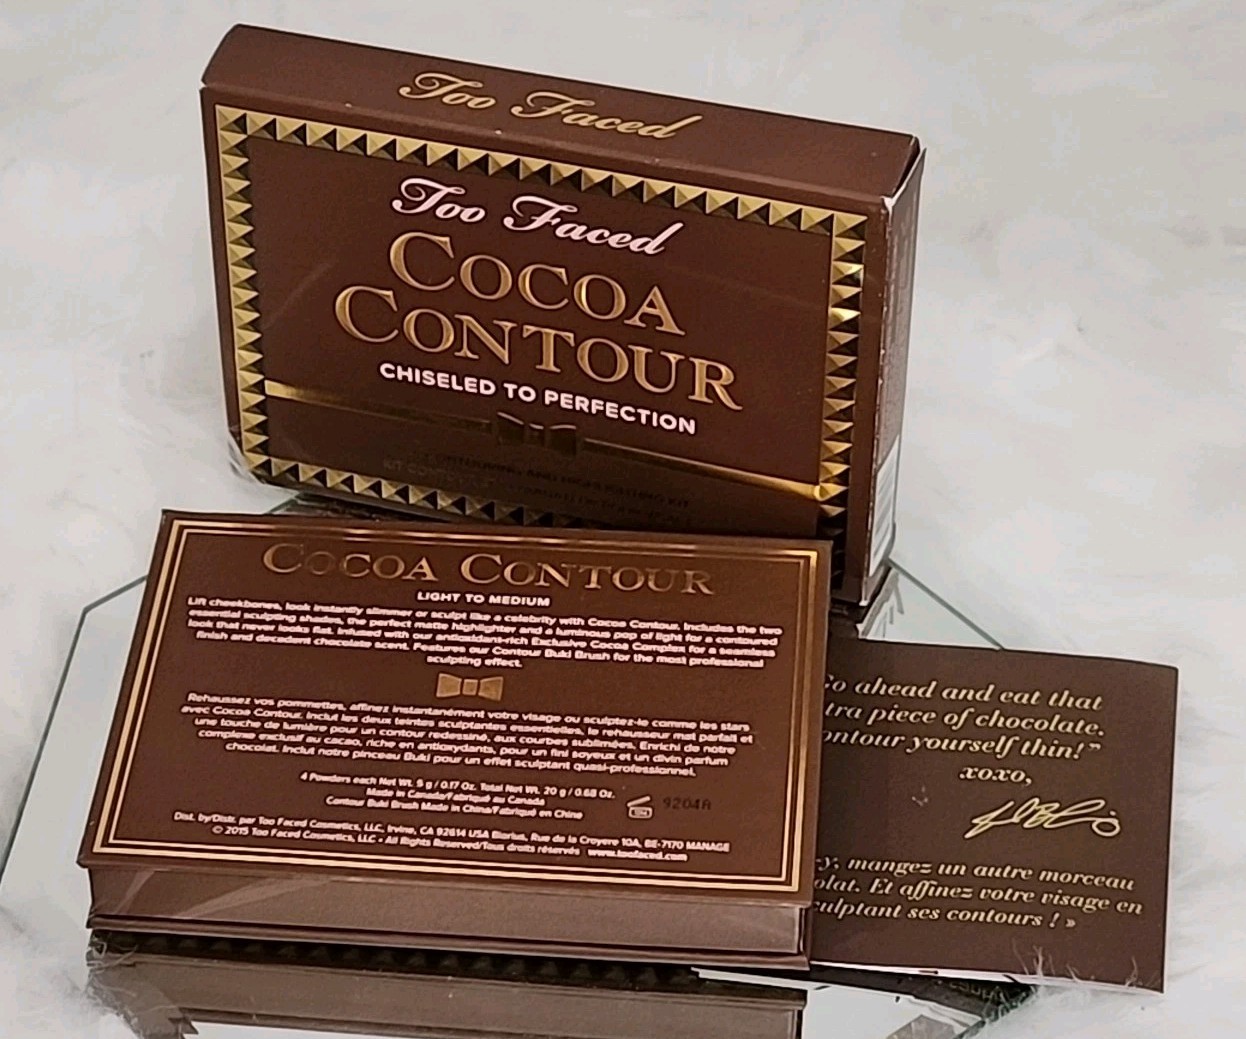 Too Faced
Too Faced
COCOA
CONTOUR
CHISELED TO PERFECTION
CONTOURING AND HIGHLIGHTING KIT
COCOA CONTOUR
LIGHT TO MEDIUM
Lift cheekbones, look instantly slimmer or sculpt like a celebrity with Cocoa Contour. Includes the two
essential sculpting shades, the perfect matte highlighter and a luminous pop of light for a contoured
look that never looks flat. Infused with our antioxidant-rich Exclusive Cocoa Complex for a seamless
finish and decadent chocolate scent. Features our Contour Buki Brush for the most professional
sculpting effect.
Rehaussez vos pommettes, affinez instantanément votre visage ou sculptez-le comme les stars
avec Cocoa Contour. Inclut les deux teintes sculptantes essentielles, le rehausseur mat parfait et
une touche de lumière pour un contour redessiné, aux courbes sublimées. Enrichi de notre
complexe exclusif au cacao, riche en antioxydants, pour un fini soyeux et un divin parfum
chocolat. Inclut notre pinceau Buki pour un effet sculptant quasi-professionnel.
4 Powders each Net Wt. 5 g / 0.17 Oz. Total Net Wt. 20 g / 0.68 Oz.
Made in Canada/Fabriqué au Canada
Contour Buki Brush Made in China/Fabriqué en Chine
12M 9204A
Dist. by/Distr. par Too Faced Cosmetics, LLC, Irvine, CA 92614 USA Biorius, Rue de la Croyere 10A, BE-7170 MANAGE
© 2015 Too Faced Cosmetics, LLC • All Rights Reserved/Tous droits réservés www.toofaced.com
ahead and eat that
piece of chocolate.
yourself thin!"
xoxo,
mangez un autre morceau
Et affinez votre visage en
ses contours ! »